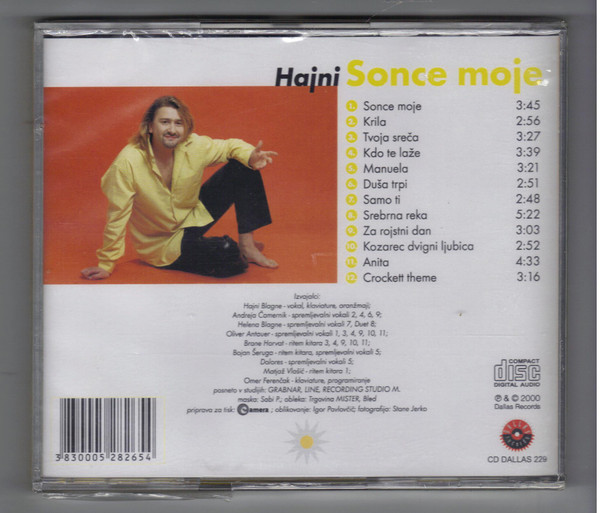 Hajni Sonce moje
1. Sonce moje 3:45
2. Krila 2:56
3. Tvoja sreča 3:27
4. Kdo te laže 3:39
5. Manuela 3:21
6. Duša trpi 2:51
7. Samo ti 2:48
8. Srebrna reka 5:22
9. Za rojstni dan 3:03
10. Kozarec dvigni ljubica 2:52
11. Anita 4:33
12. Crockett theme 3:16
Izvajalci:
Hajni Blagne - vokal, klaviature, aranžmaji;
Andreja Čamernik - spremljevalni vokali 2, 4, 6, 9;
Helena Blagne - spremljevalni vokali 7, Duet 8;
Oliver Antauer - spremljevalni vokali 1, 3, 4, 9, 10, 11;
Brane Horvat - ritem kitara 3, 4, 9, 10, 11;
Bojan Šeruga - ritem kitara, spremljevalni vokali 5;
Dolores - spremljevalni vokali 5;
Matjaž Vlašič - ritem kitara 1;
Omer Ferenčak - klaviature, programiranje
posneto v studijih: GRABNAR, LINE, RECORDING STUDIO M.
maska: Sabi P.; obleka: Trgovina MISTER, Bled
priprava za tisk: Camera ; oblikovanje: Igor Pavlovčič; fotografija: Stane Jerko
COMPACT
disc
DIGITAL AUDIO
℗ & © 2000
Dallas Records
CD DALLAS 229
3 830005 282654